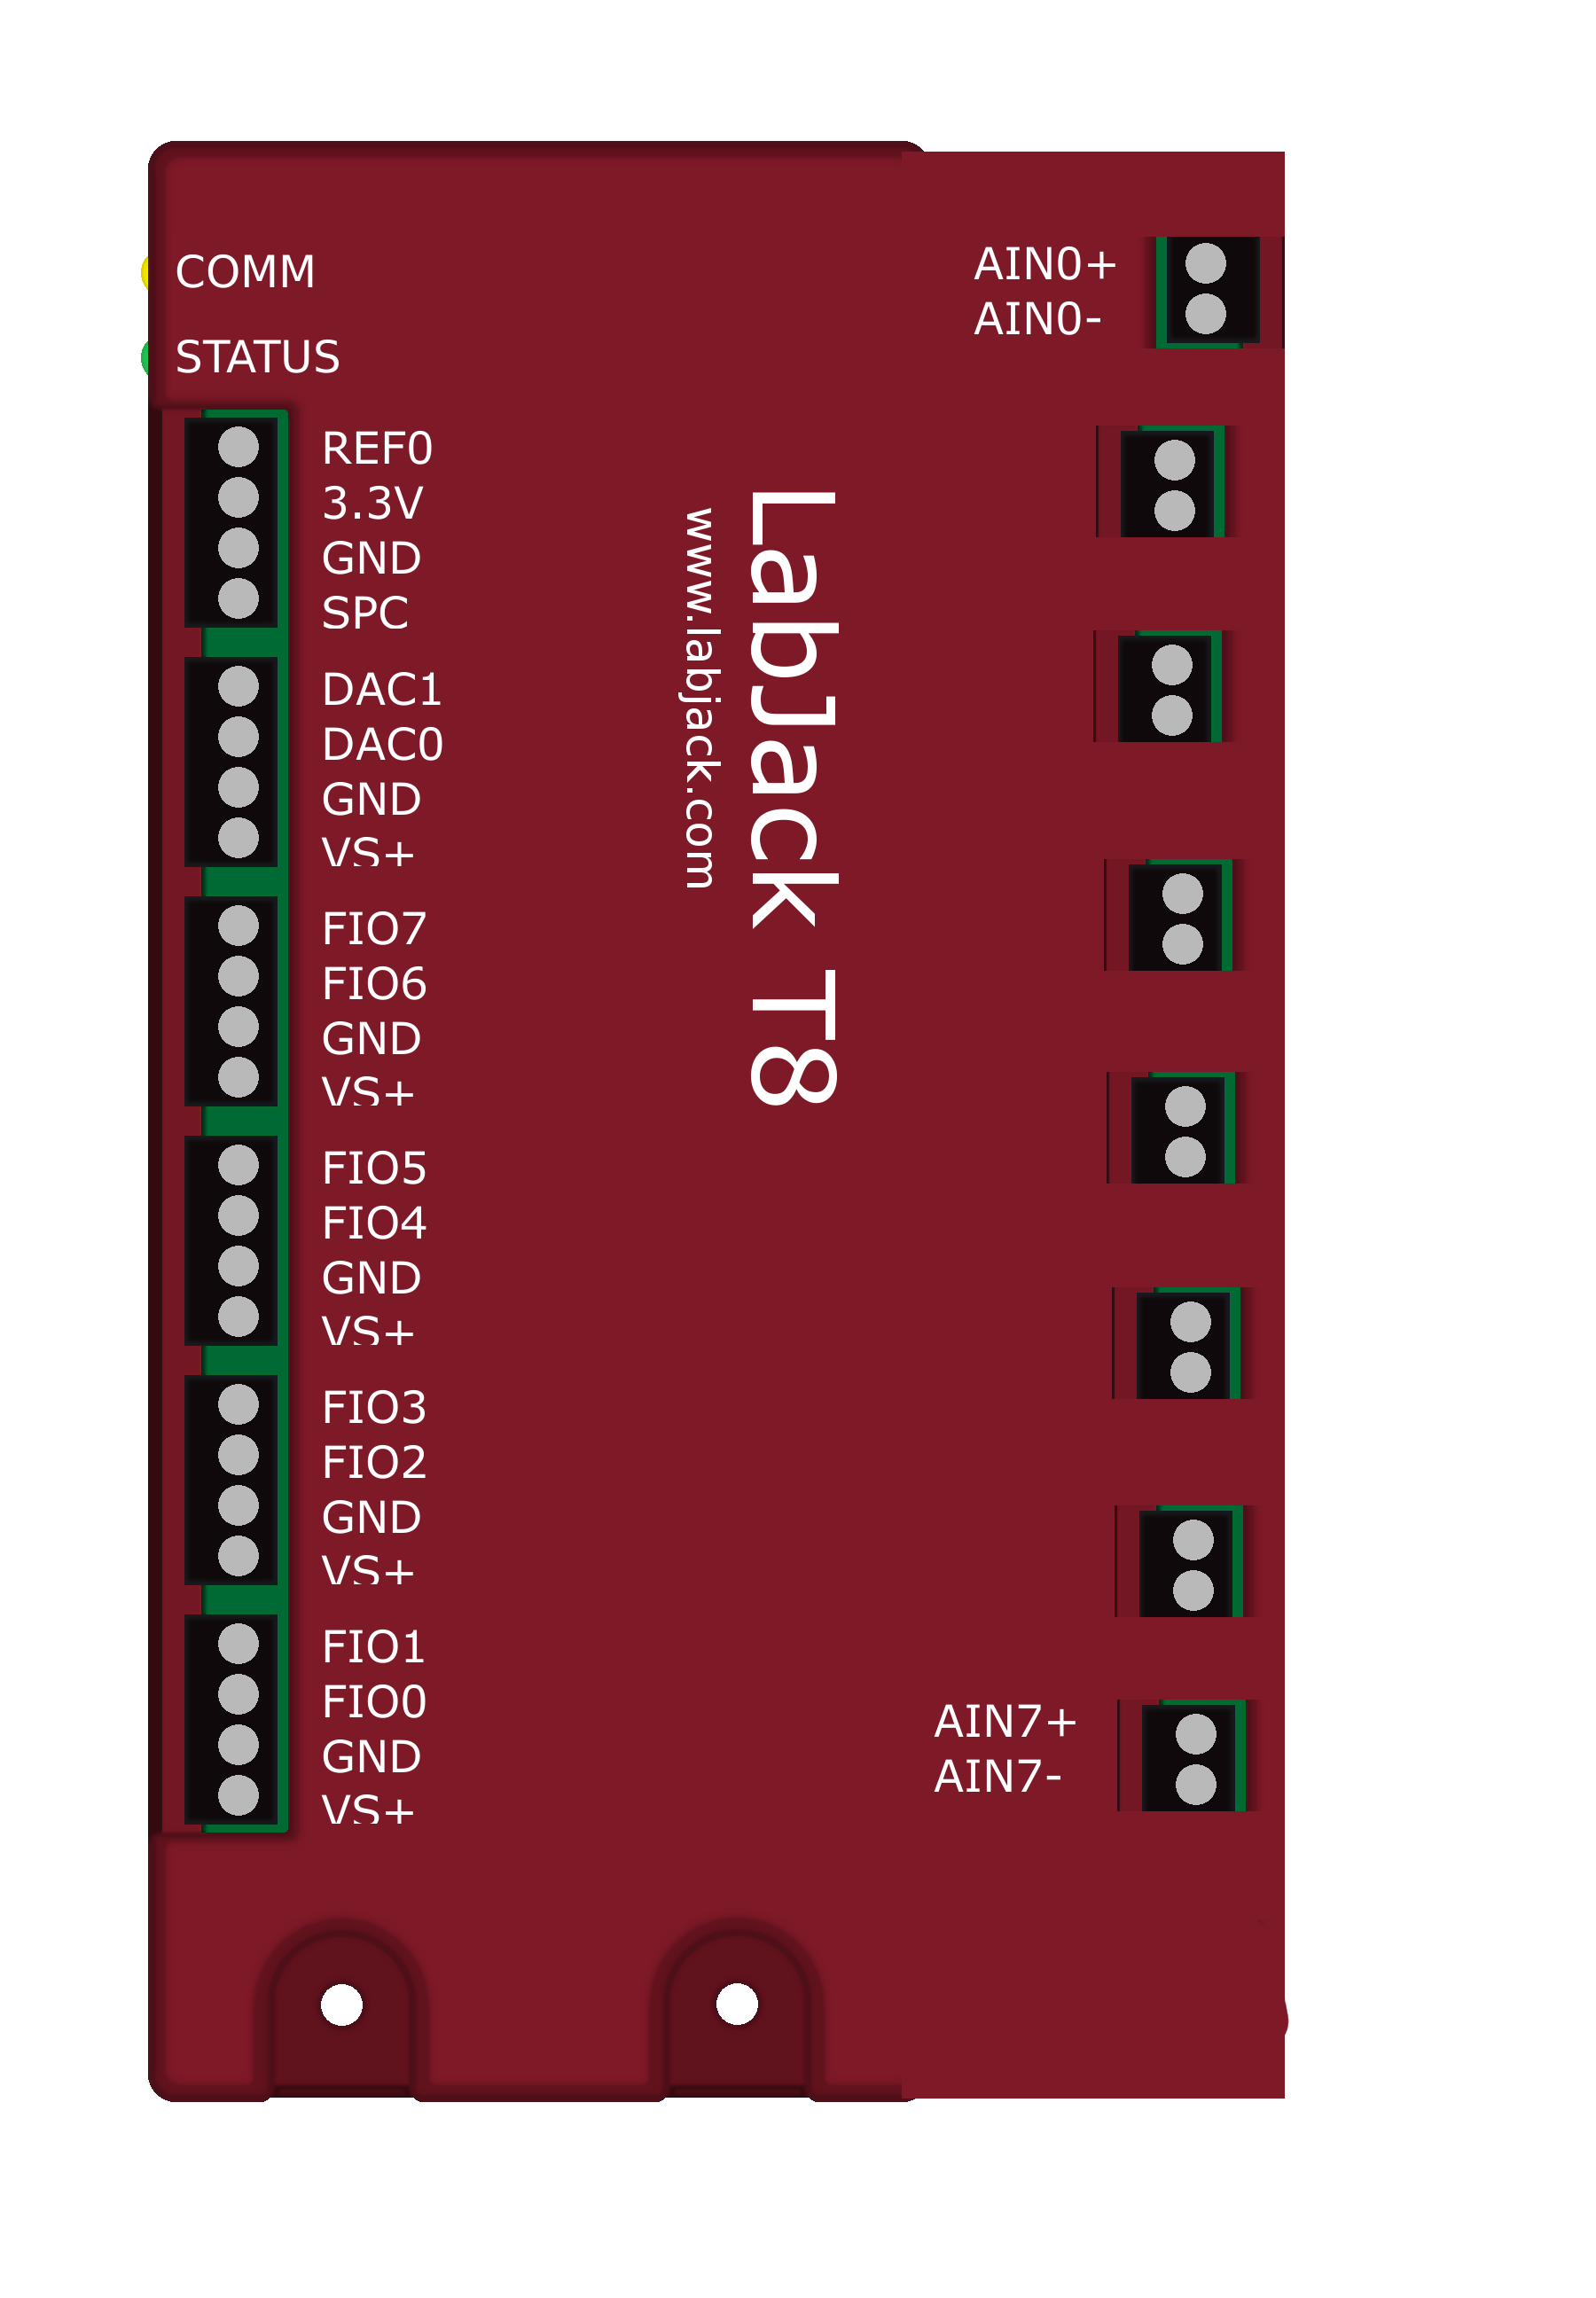 COMM
STATUS
REF0
3.3V
GND
SPC
DAC1
DAC0
GND
VS+
FIO7
FIO6
GND
VS+
FIO5
FIO4
GND
VS+
FIO3
FIO2
GND
VS+
FIO1
FIO0
GND
VS+
LabJack T8
www.labjack.com
AIN0+
AIN0-
AIN7+
AIN7-